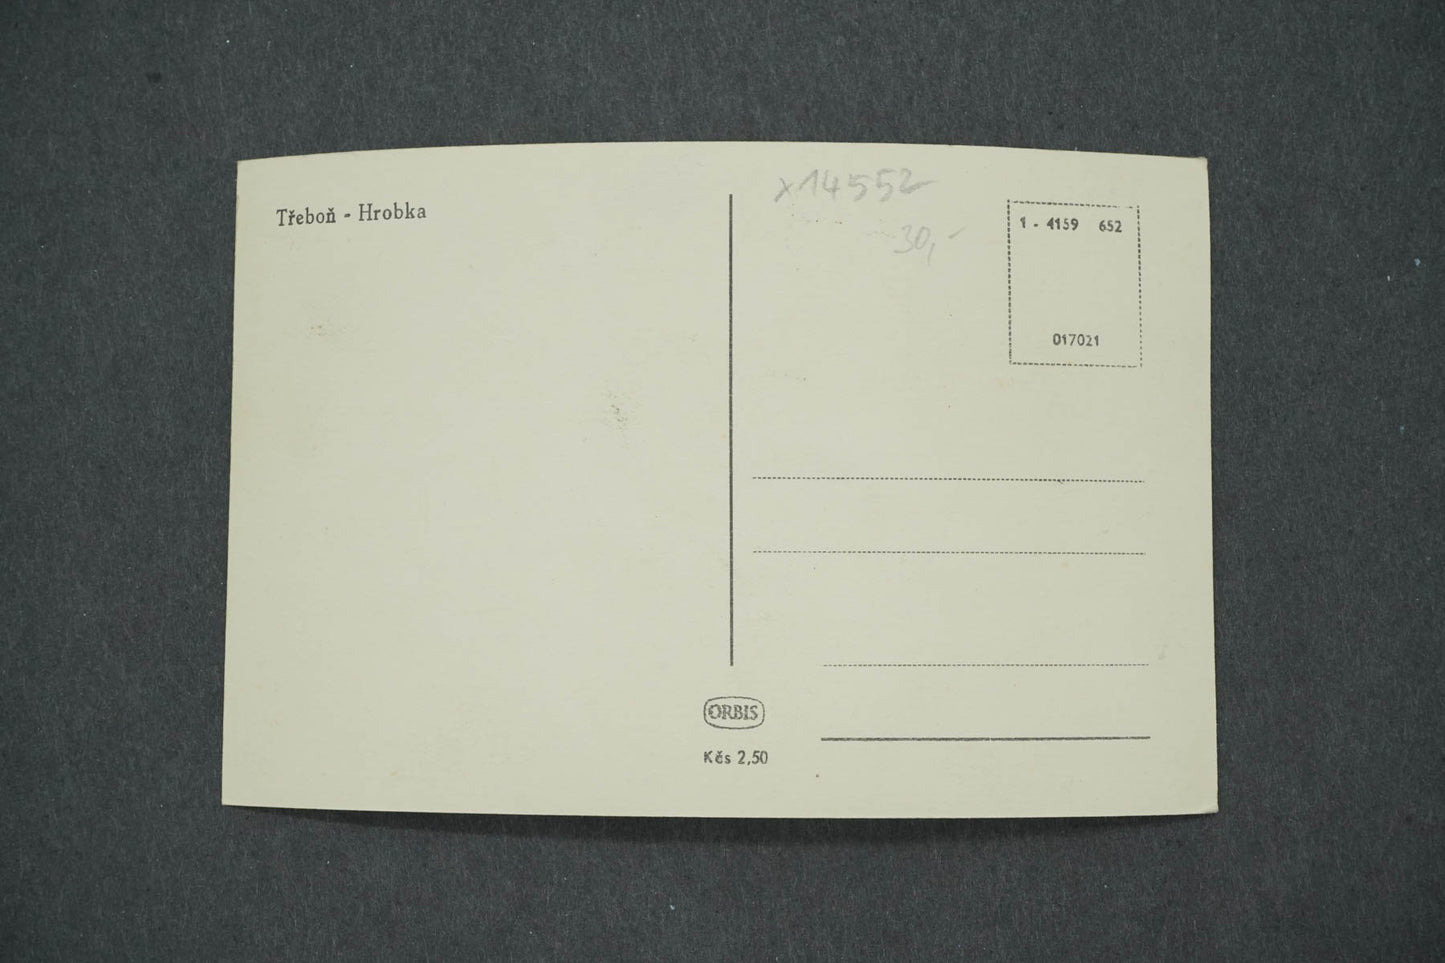 Třeboň - Hrobka
x14552
30,-
1 - 4159 652
017021
ORBIS
Kčs 2,50